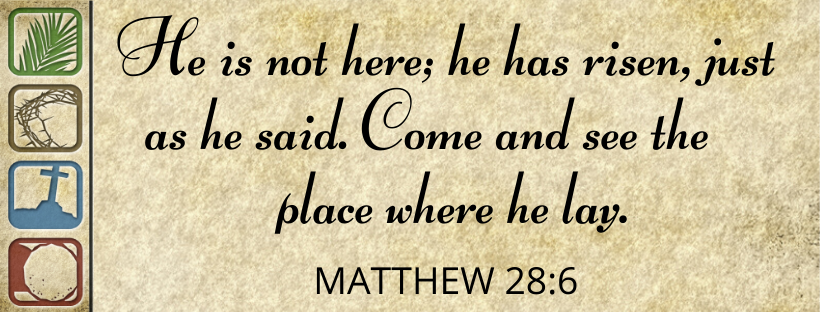 He is not here; he has risen, just
as he said. Come and see the
place where he lay.
MATTHEW 28:6